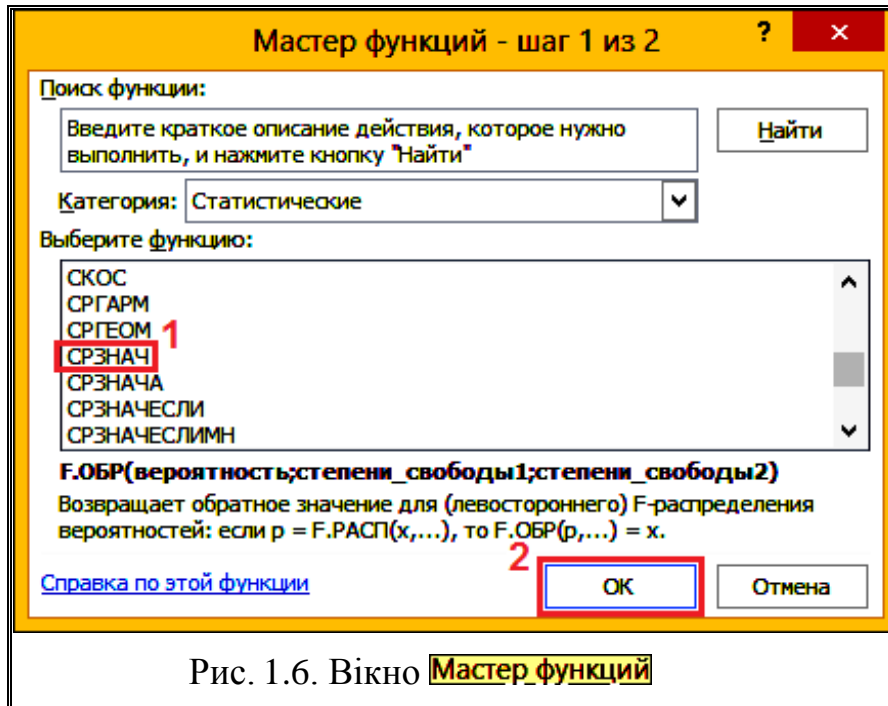 Мастер функций - шаг 1 из 2
?
×
Поиск функции:
Введите краткое описание действия, которое нужно
выполнить, и нажмите кнопку "Найти"
Найти
Категория: Статистические
Выберите функцию:
СКОС
СРГАРМ
СРГЕОМ
1
СРЗНАЧ
СРЗНАЧА
СРЗНАЧЕСЛИ
СРЗНАЧЕСЛИМН
F.ОБР(вероятность;степени_свободы1;степени_свободы2)
Возвращает обратное значение для (левостороннего) F-распределения
вероятностей: если p = F.РАСП(x,...), то F.ОБР(p,...) = x.
2
Справка по этой функции
ОК
Отмена
Рис. 1.6. Вікно Мастер функций